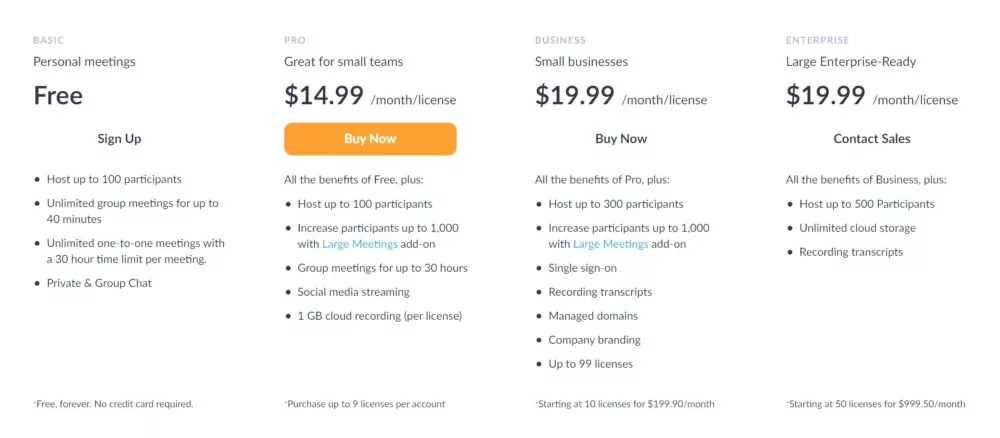 BASIC
Personal meetings
Free
Sign Up
• Host up to 100 participants
• Unlimited group meetings for up to
40 minutes
• Unlimited one-to-one meetings with
a 30 hour time limit per meeting.
• Private & Group Chat
*Free, forever. No credit card required.
PRO
Great for small teams
$14.99 /month/license
Buy Now
All the benefits of Free, plus:
• Host up to 100 participants
• Increase participants up to 1,000
with Large Meetings add-on
• Group meetings for up to 30 hours
• Social media streaming
• 1 GB cloud recording (per license)
*Purchase up to 9 licenses per account
BUSINESS
Small businesses
$19.99 /month/license
Buy Now
All the benefits of Pro, plus:
• Host up to 300 participants
• Increase participants up to 1,000
with Large Meetings add-on
• Single sign-on
• Recording transcripts
• Managed domains
• Company branding
• Up to 99 licenses
*Starting at 10 licenses for $199.90/month
ENTERPRISE
Large Enterprise-Ready
$19.99 /month/license
Contact Sales
All the benefits of Business, plus:
• Host up to 500 Participants
• Unlimited cloud storage
• Recording transcripts
*Starting at 50 licenses for $999.50/month